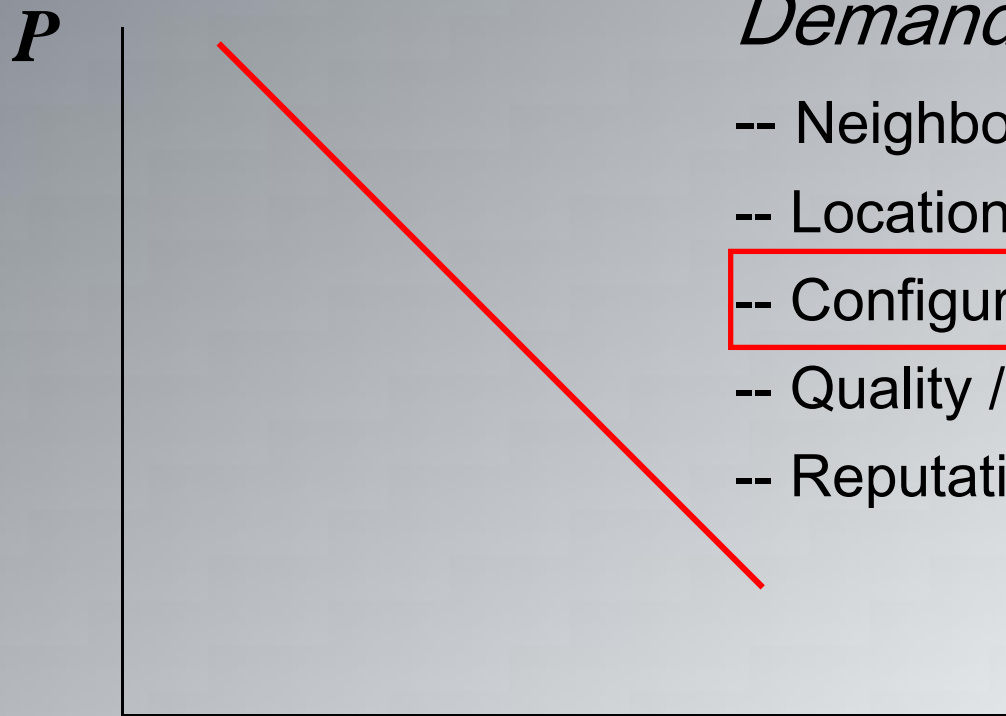 P
Demand
-- Neighbo
-- Location
-- Configur
-- Quality /
-- Reputati